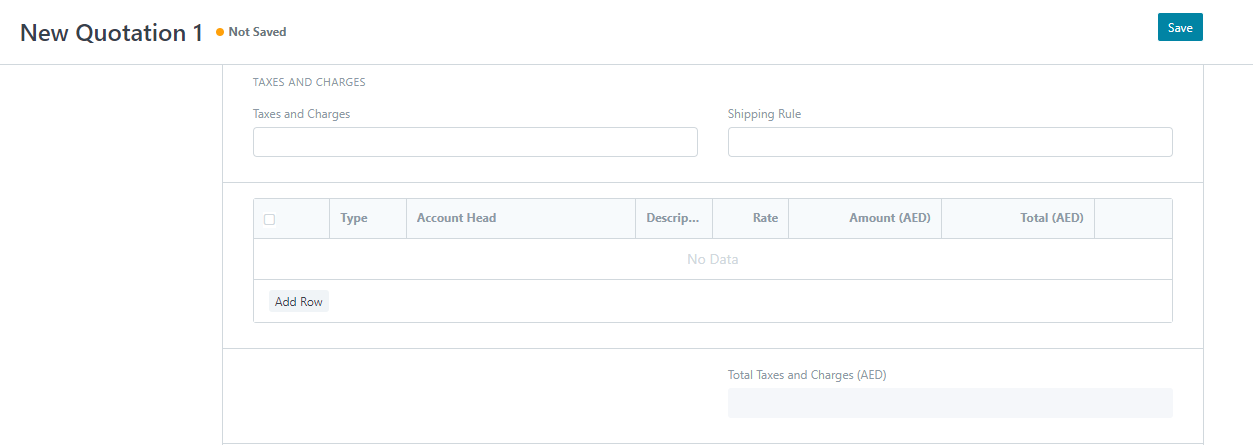 New Quotation 1 Not Saved Save
TAXES AND CHARGES
Taxes and Charges Shipping Rule
Type Account Head Descrip... Rate Amount (AED) Total (AED)
No Data
Add Row
Total Taxes and Charges (AED)